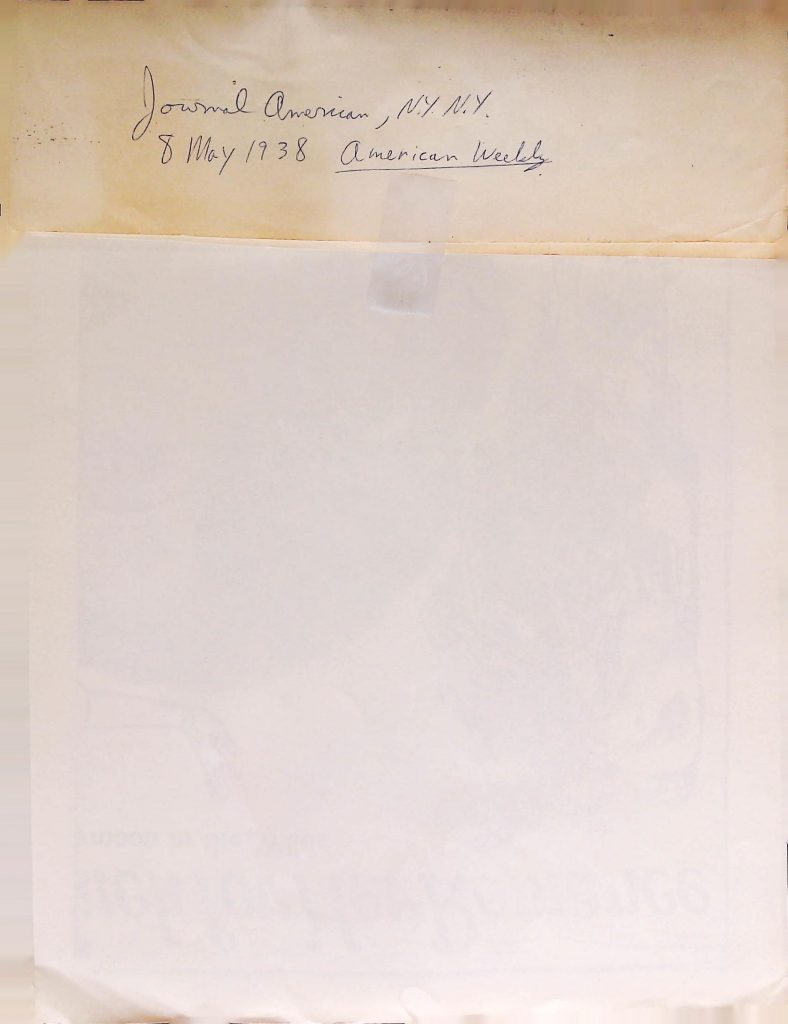 Journal American, N.Y. N.Y.
8 May 1938 American Weekly